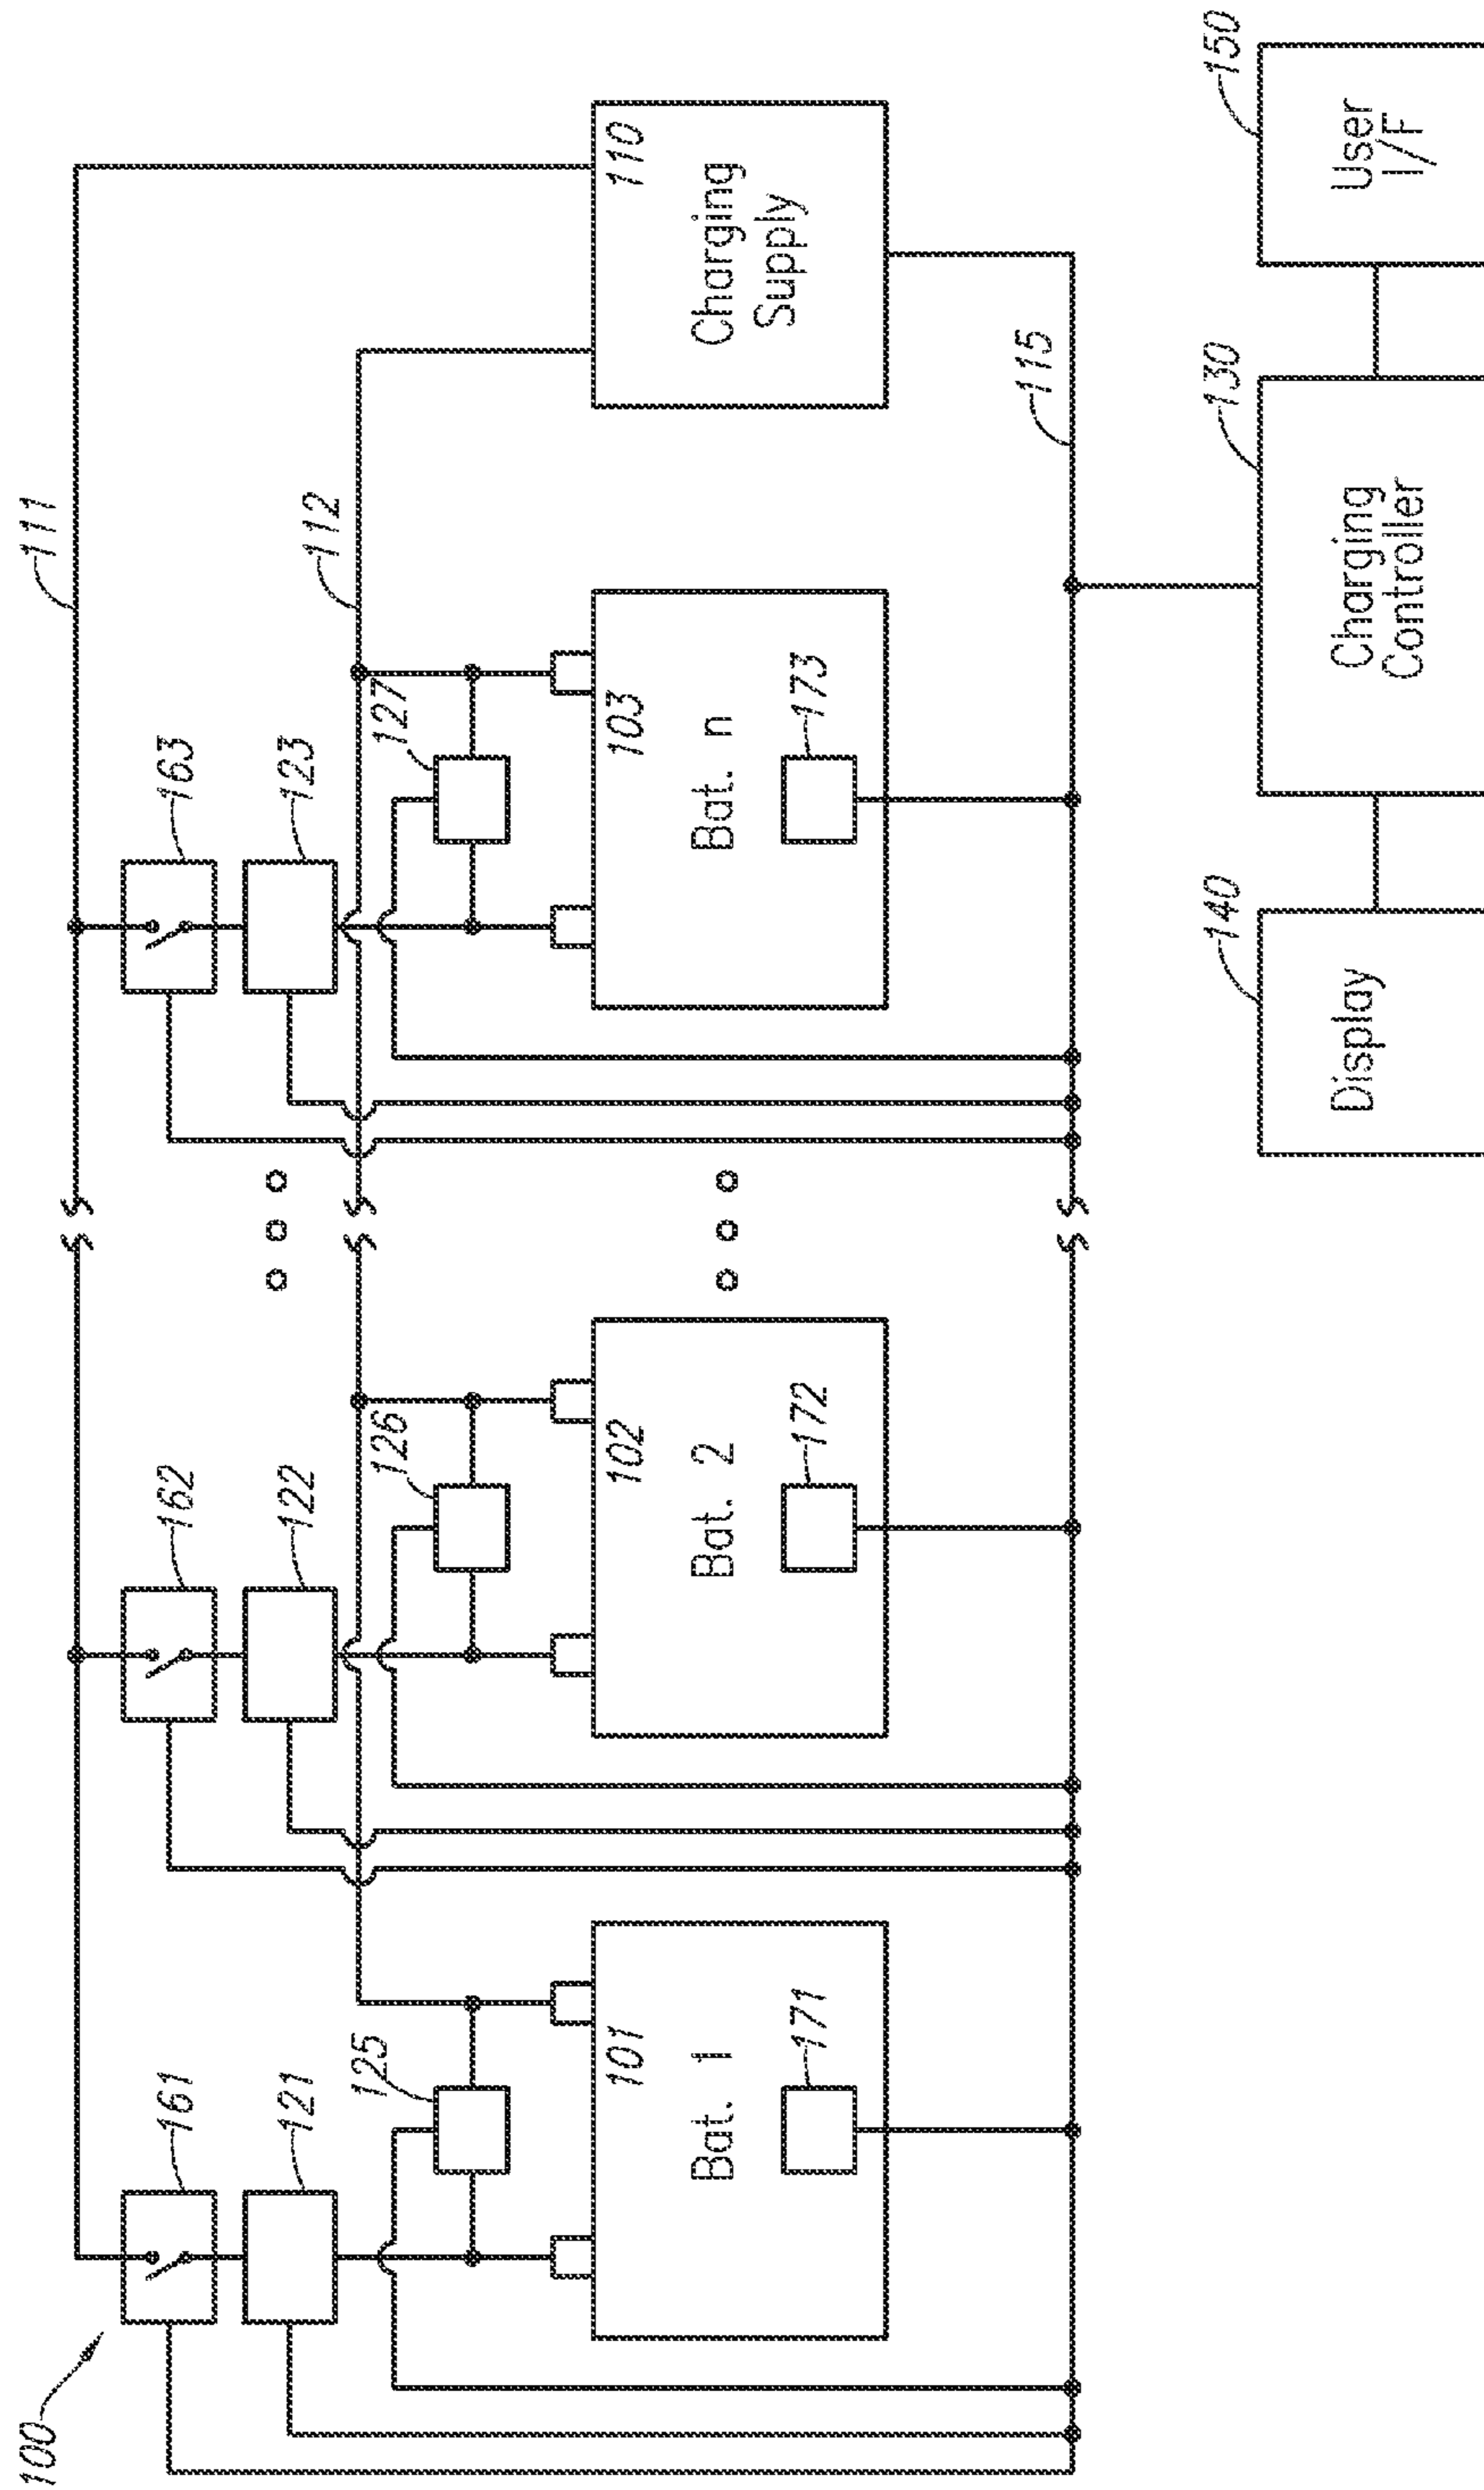 100
111
161
162
163
121
122
123
112
125
126
127
101
Bat. 1
171
102
Bat. 2
172
103
Bat. n
173
110
Charging
Supply
115
140
Display
130
Charging
Controller
150
User
I/F